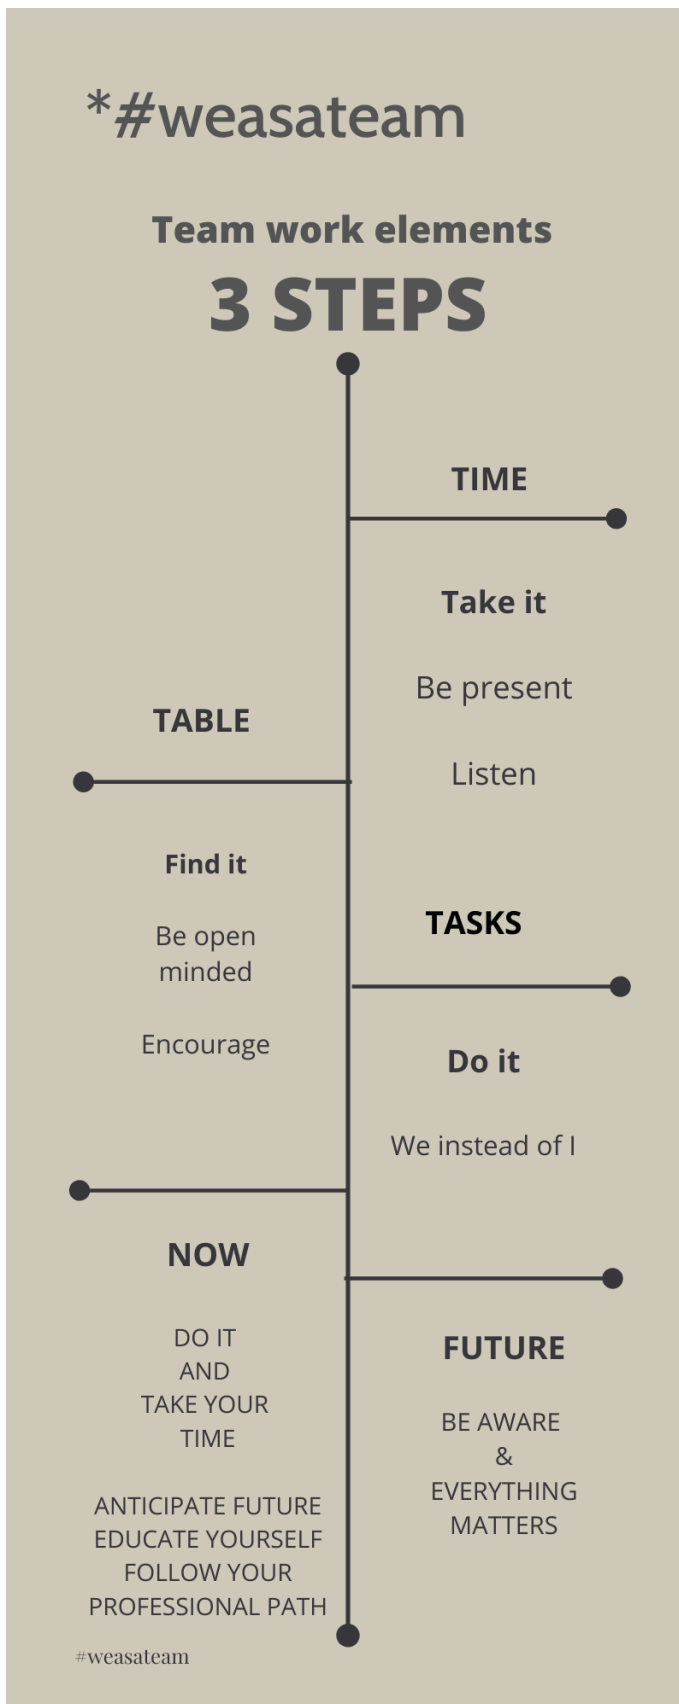 *#weasateam
Team work elements
3 STEPS
TIME
Take it
Be present
Listen
TABLE
Find it
Be open
minded
Encourage
TASKS
Do it
We instead of I
NOW
DO IT
AND
TAKE YOUR
TIME
ANTICIPATE FUTURE
EDUCATE YOURSELF
FOLLOW YOUR
PROFESSIONAL PATH
FUTURE
BE AWARE
&
EVERYTHING
MATTERS
#weasateam